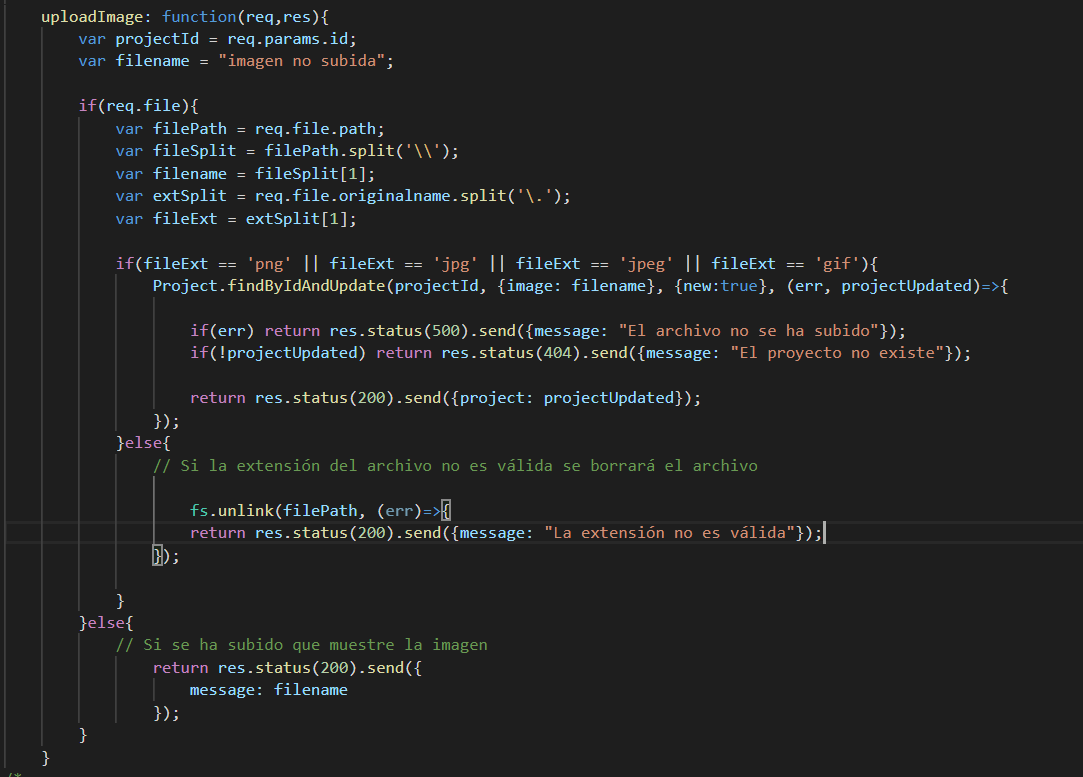 uploadImage: function(req,res){
var projectId = req.params.id;
var filename = "imagen no subida";
if(req.file){
var filePath = req.file.path;
var fileSplit = filePath.split('\\');
var filename = fileSplit[1];
var extSplit = req.file.originalname.split('\.');
var fileExt = extSplit[1];
if(fileExt == 'png' || fileExt == 'jpg' || fileExt == 'jpeg' || fileExt == 'gif'){
Project.findByIdAndUpdate(projectId, {image: filename}, {new:true}, (err, projectUpdated)=>{
if(err) return res.status(500).send({message: "El archivo no se ha subido"});
if(!projectUpdated) return res.status(404).send({message: "El proyecto no existe"});
return res.status(200).send({project: projectUpdated});
});
}else{
// Si la extensión del archivo no es válida se borrará el archivo
fs.unlink(filePath, (err)=>{
return res.status(200).send({message: "La extensión no es válida"});
});
}
}else{
// Si se ha subido que muestre la imagen
return res.status(200).send({
message: filename
});
}
}
/*